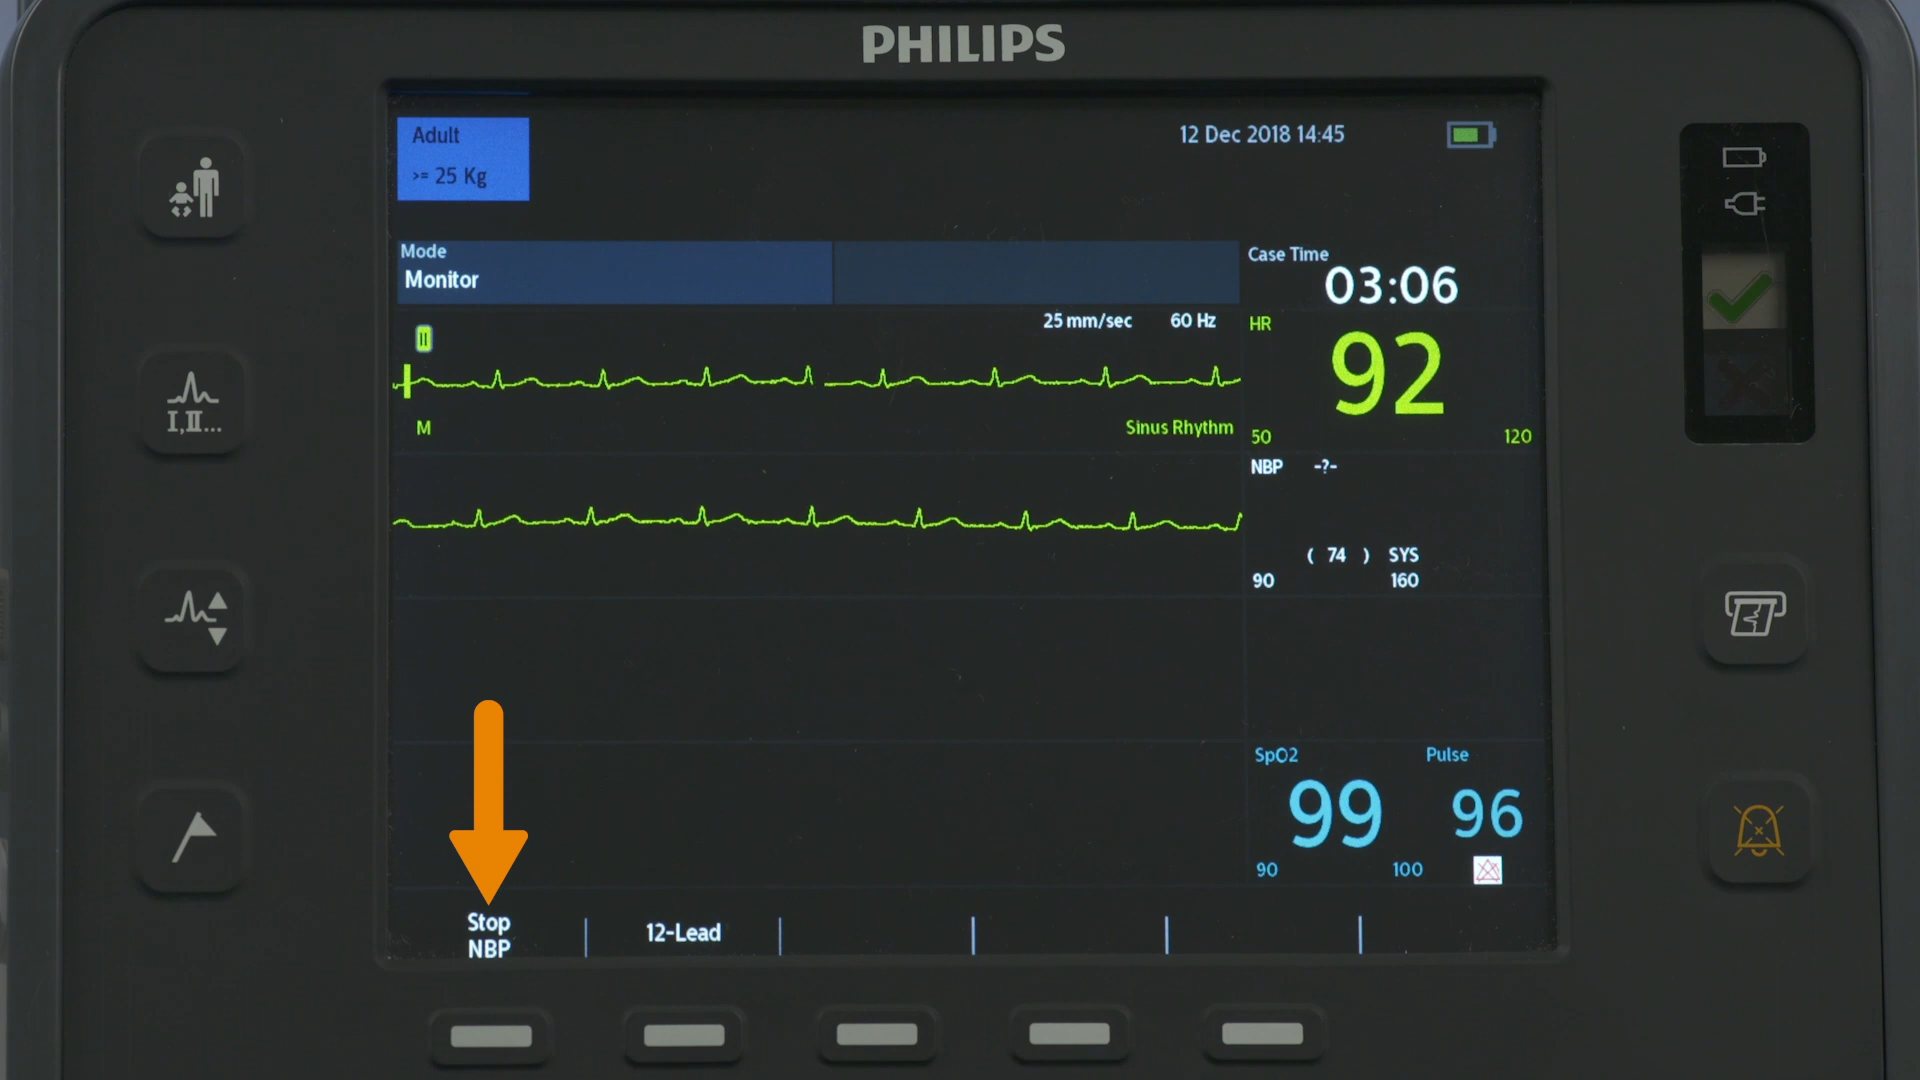 PHILIPS
Adult
>= 25 Kg
12 Dec 2018 14:45
Mode
Monitor
Case Time
03:06
25 mm/sec 60 Hz
HR
II
92
M
Sinus Rhythm
50
120
NBP -?-
( 74 ) SYS
90 160
SpO2 Pulse
99 96
90 100
Stop
NBP
12-Lead
I,II...